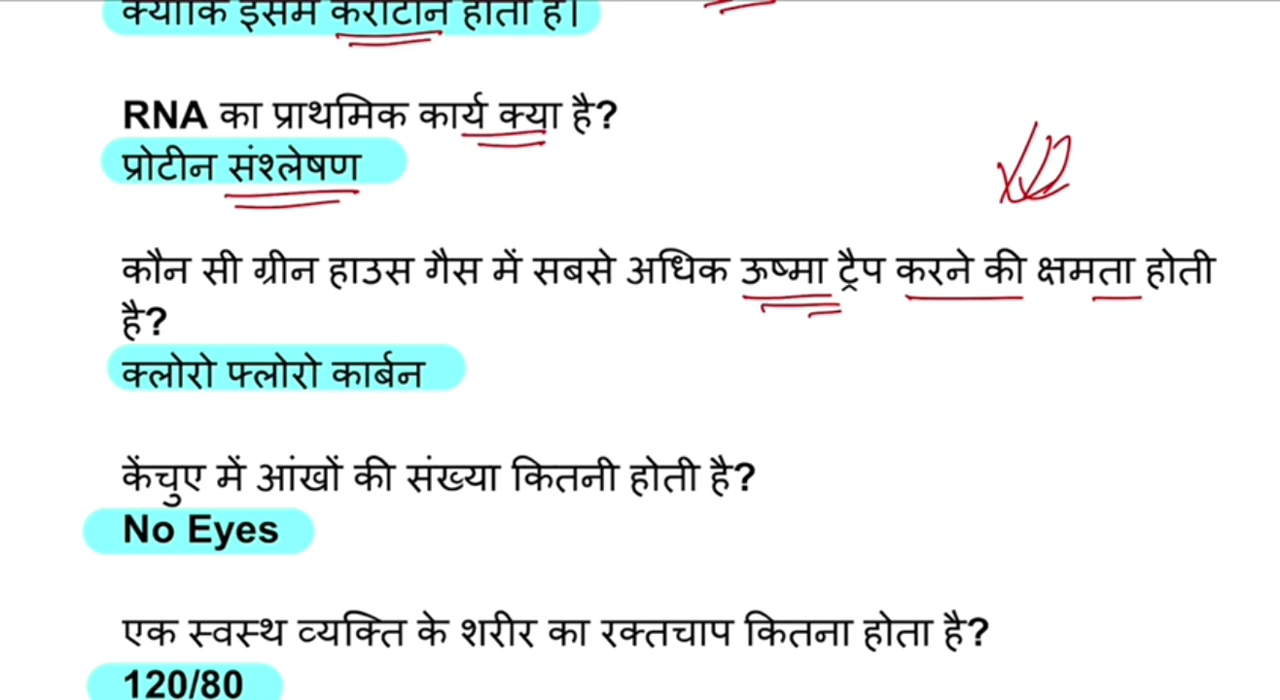 क्योंकि इसमें कैरोटीन होता है।
RNA का प्राथमिक कार्य क्या है?
प्रोटीन संश्लेषण
कौन सी ग्रीन हाउस गैस में सबसे अधिक ऊष्मा ट्रैप करने की क्षमता होती
है?
क्लोरो फ्लोरो कार्बन
केंचुए में आंखों की संख्या कितनी होती है?
No Eyes
एक स्वस्थ व्यक्ति के शरीर का रक्तचाप कितना होता है?
120/80